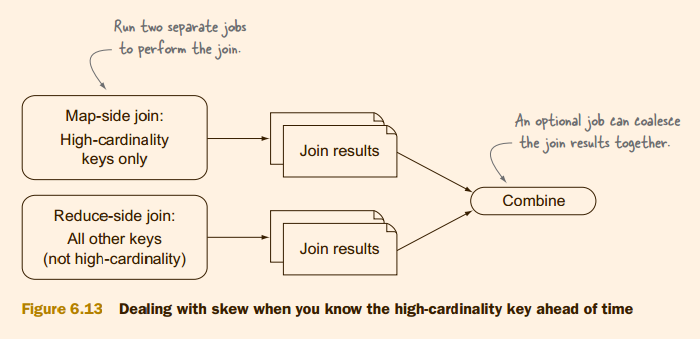 Run two separate jobs
to perform the join.
Map-side join:
High-cardinality
keys only
Join results
An optional job can coalesce
the join results together.
Combine
Reduce-side join:
All other keys
(not high-cardinality)
Join results
Figure 6.13 Dealing with skew when you know the high-cardinality key ahead of time